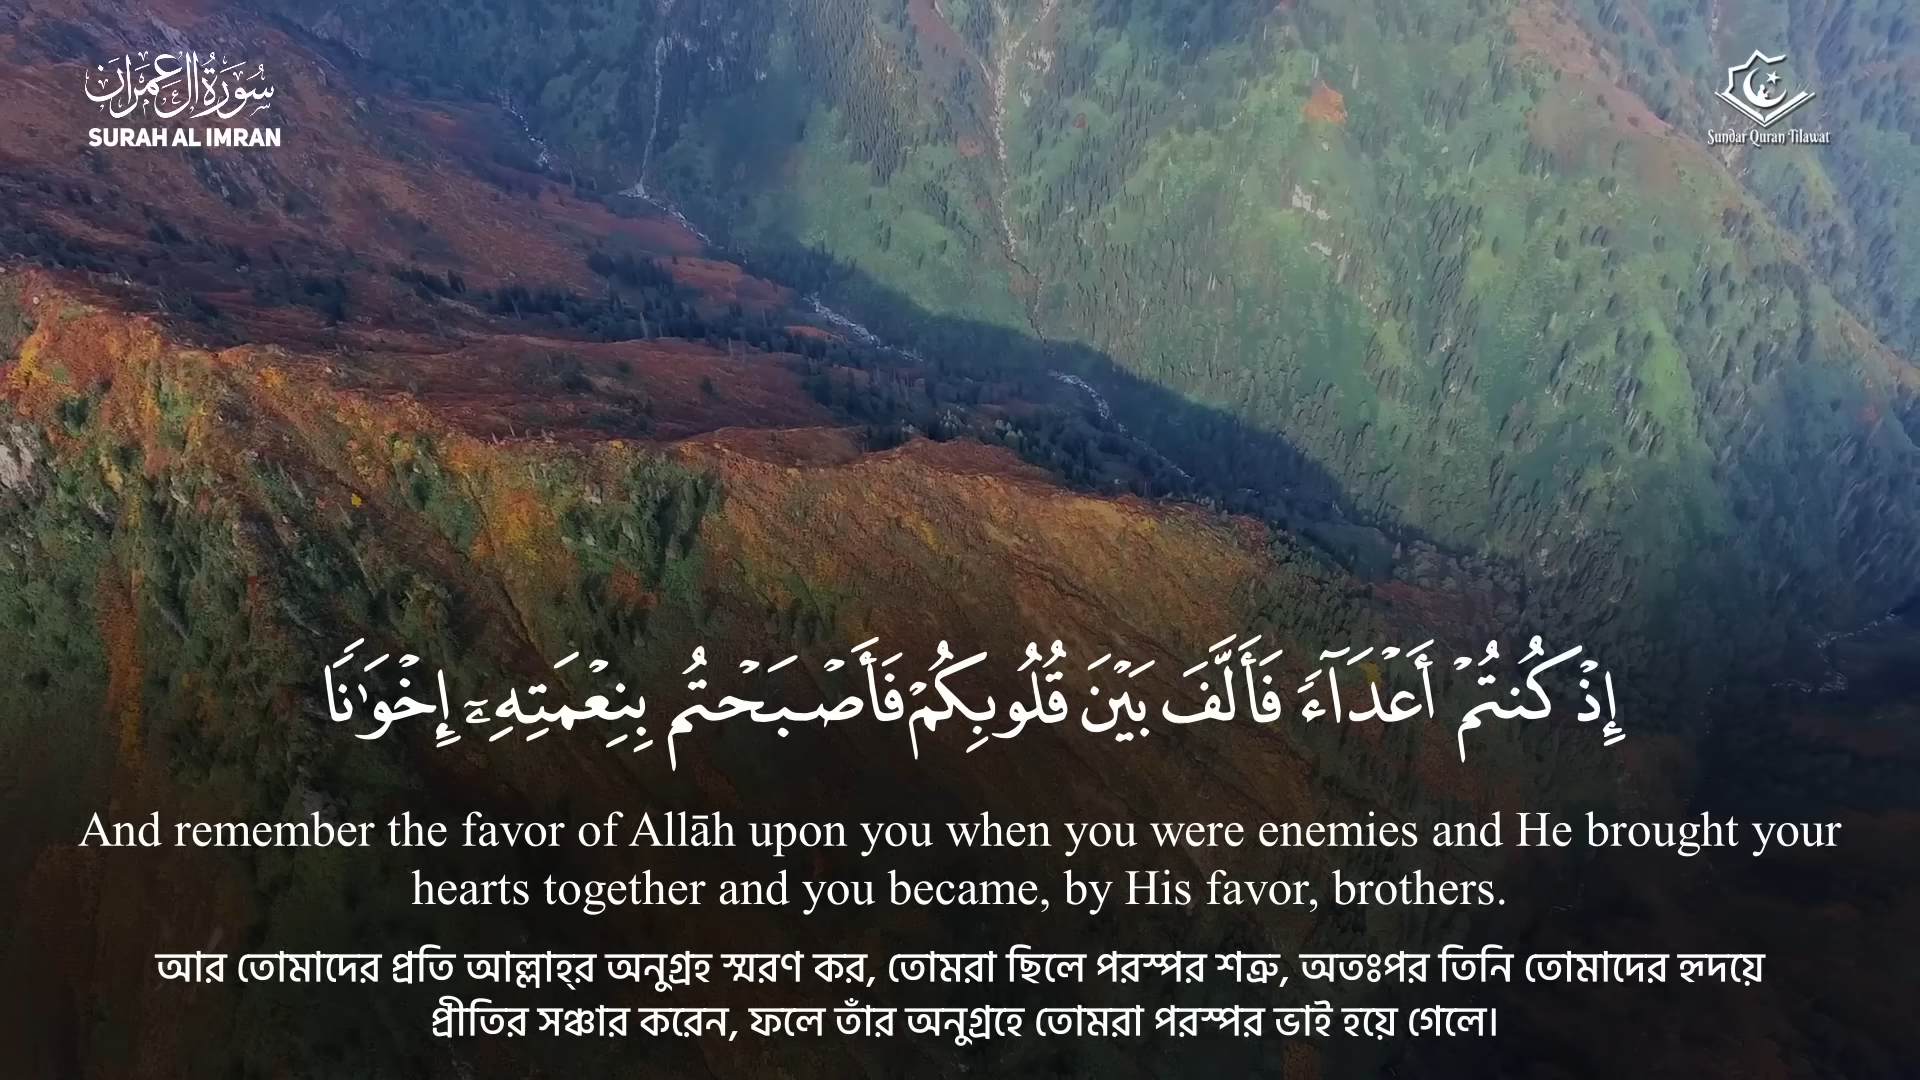 سُورَةُ آلِ عِمْرَان
SURAH AL IMRAN
Sundar Quran Tilawat
إِذْ كُنتُمْ أَعْدَآءً فَأَلَّفَ بَيْنَ قُلُوبِكُمْ فَأَصْبَحْتُم بِنِعْمَتِهِۦٓ إِخْوَٰنًا
And remember the favor of Allāh upon you when you were enemies and He brought your
hearts together and you became, by His favor, brothers.
আর তোমাদের প্রতি আল্লাহ্‌র অনুগ্রহ স্মরণ কর, তোমরা ছিলে পরস্পর শত্রু, অতঃপর তিনি তোমাদের হৃদয়ে
প্রীতির সঞ্চার করেন, ফলে তাঁর অনুগ্রহে তোমরা পরস্পর ভাই হয়ে গেলে।